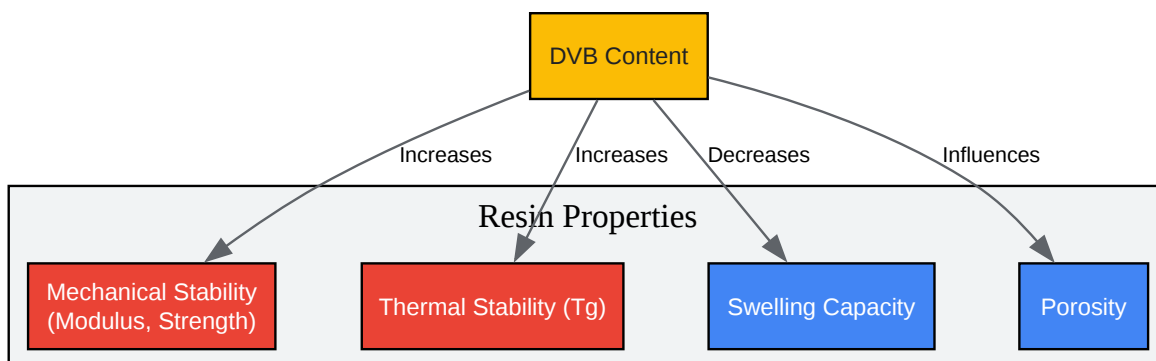 DVB Content
Increases
Increases
Decreases
Influences
Resin Properties
Mechanical Stability
(Modulus, Strength)
Thermal Stability (Tg)
Swelling Capacity
Porosity